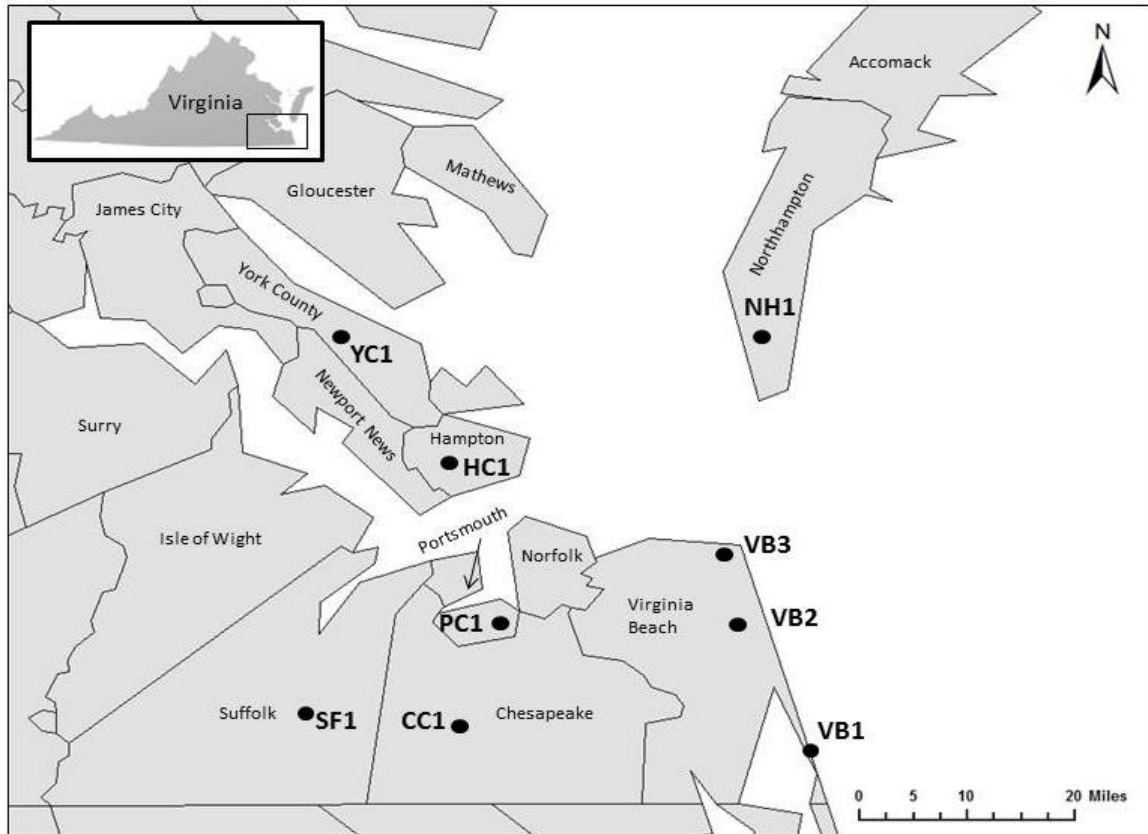 Virginia
N
Accomack
Mathews
Gloucester
James City
Northhampton
York County
NH1
YC1
Newport News
Surry
Hampton
HC1
Portsmouth
Isle of Wight
Norfolk
VB3
Virginia
Beach
VB2
PC1
Suffolk
SF1
CC1
Chesapeake
VB1
0 5 10 20 Miles